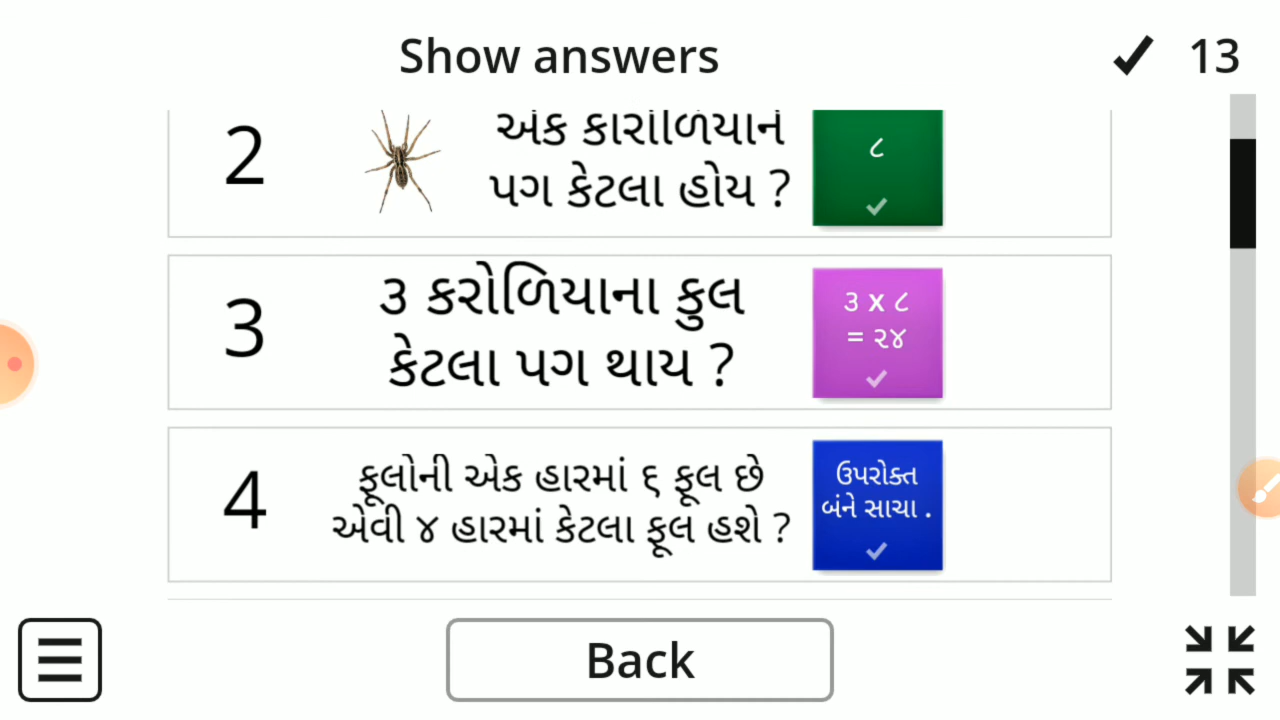 Show answers
13
2
એક કારોળિયાને
પગ કેટલા હોય ?
૮
3
૩ કરોળિયાના કુલ
કેટલા પગ થાય ?
૩ x ૮
= ૨૪
4
ફૂલોની એક હારમાં ૬ ફૂલ છે
એવી ૪ હારમાં કેટલા ફૂલ હશે ?
ઉપરોક્ત
બંને સાચા .
Back